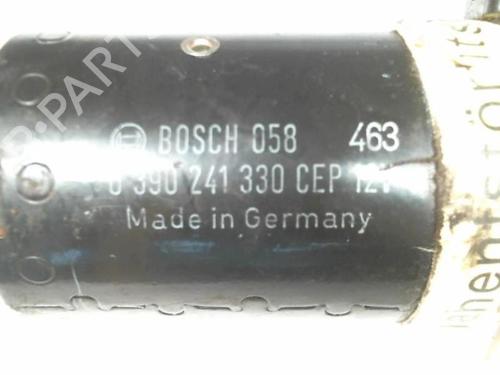 BOSCH 058 463
0 390 241 330 CEP 12V
Made in Germany